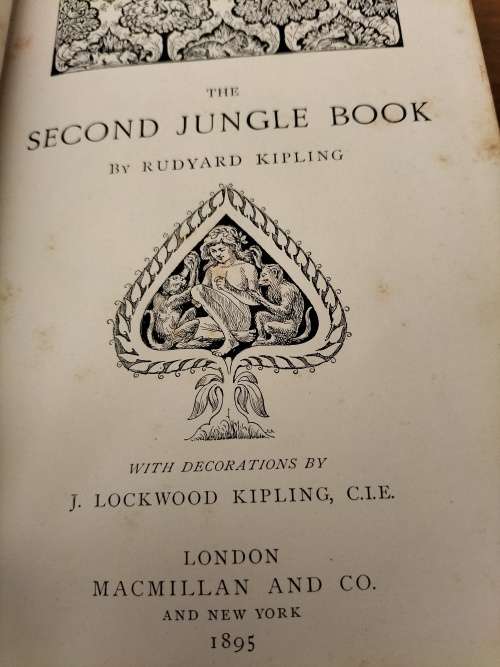 THE
SECOND JUNGLE BOOK
BY RUDYARD KIPLING
WITH DECORATIONS BY
J. LOCKWOOD KIPLING, C.I.E.
LONDON
MACMILLAN AND CO.
AND NEW YORK
1895